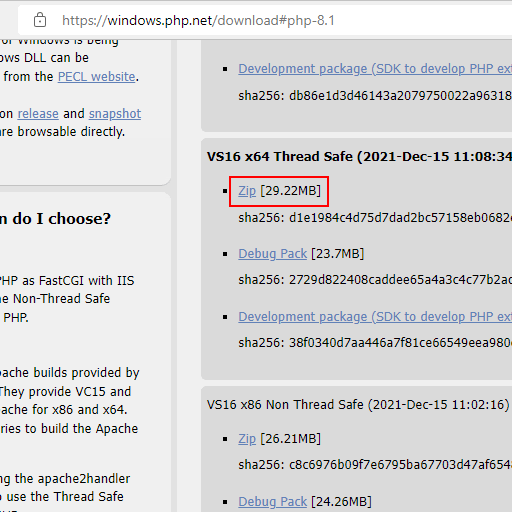 https://windows.php.net/download#php-8.1
or Windows is being
ows DLL can be
from the PECL website.
on release and snapshot
are browsable directly.
n do I choose?
PHP as FastCGI with IIS
he Non-Thread Safe
PHP.
pache builds provided by
They provide VC15 and
pache for x86 and x64.
ries to build the Apache
ng the apache2handler
o use the Thread Safe
Development package (SDK to develop PHP ext
sha256: db86e1d3d46143a2079750022a96318
VS16 x64 Thread Safe (2021-Dec-15 11:08:34
Zip [29.22MB]
sha256: d1e1984c4d75d7dad2bc57158eb0682
Debug Pack [23.7MB]
sha256: 2729d822408caddee65a4a3c4c77b2ac
Development package (SDK to develop PHP ext
sha256: 38f0340d7aa446a7f81ce66549eea980
VS16 x86 Non Thread Safe (2021-Dec-15 11:02:16)
Zip [26.21MB]
sha256: c8c6976b09f7e6795ba67703d47af654
Debug Pack [24.26MB]